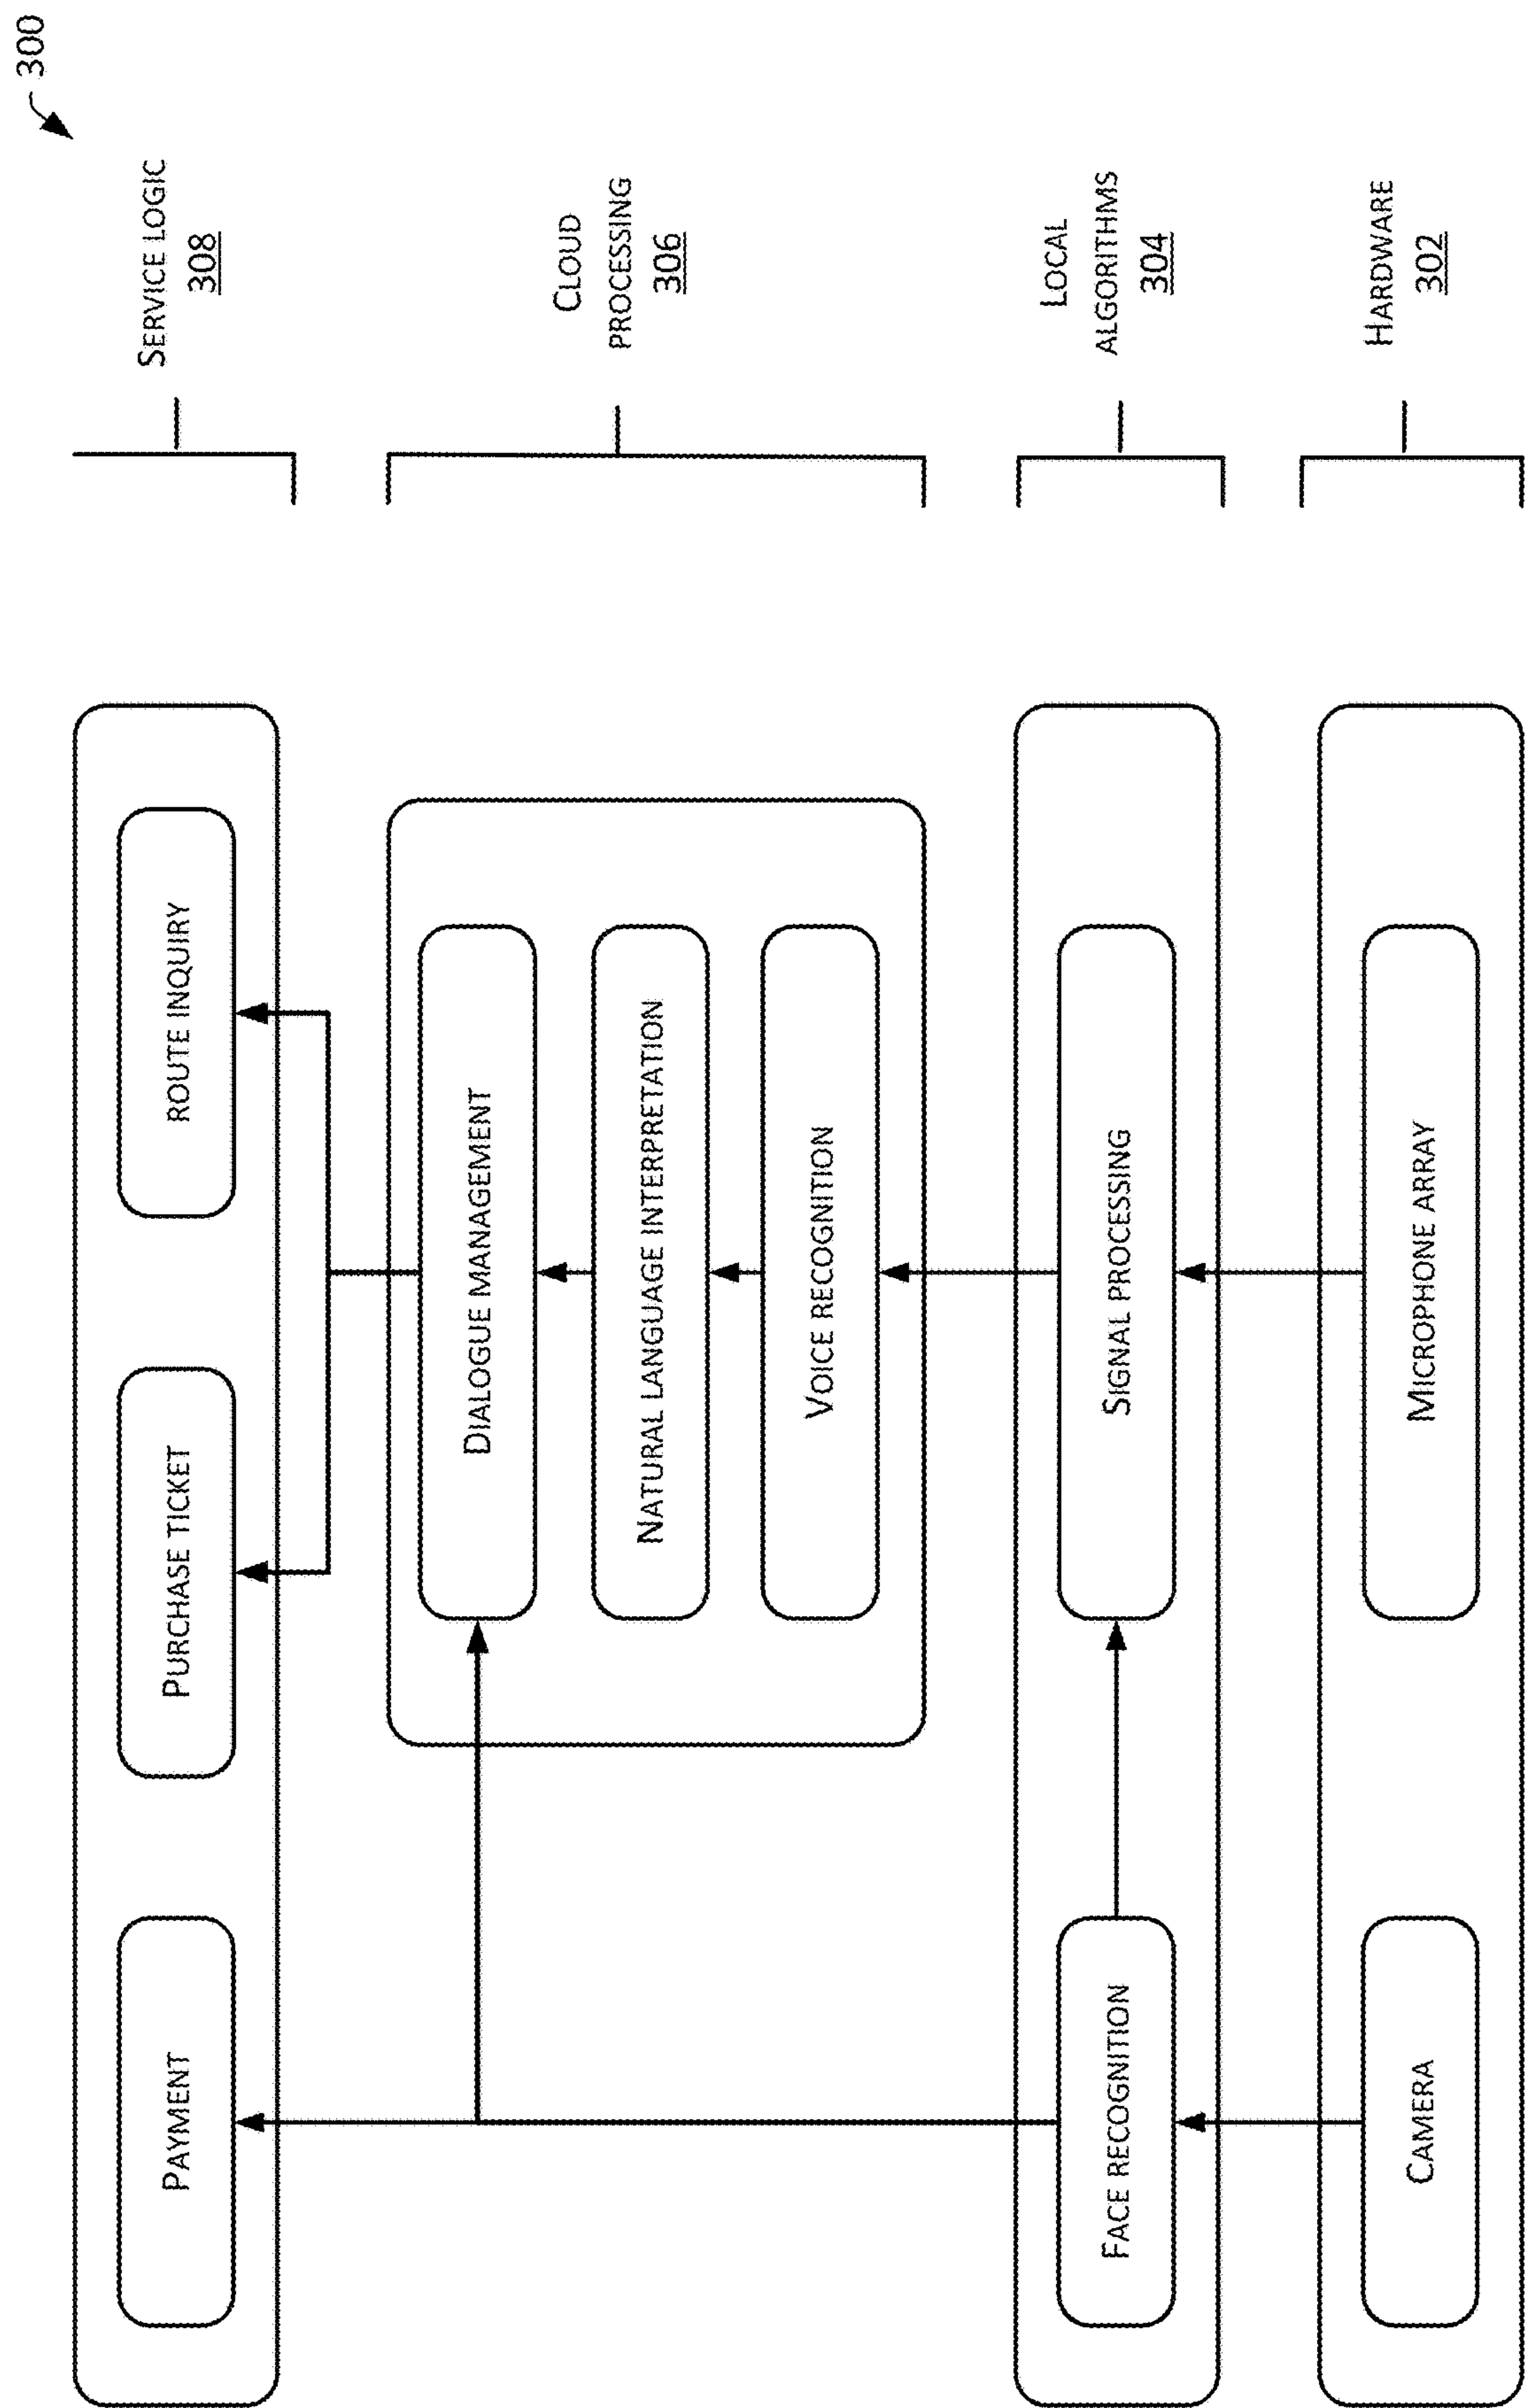 300
SERVICE LOGIC
308
PAYMENT
PURCHASE TICKET
ROUTE INQUIRY
CLOUD
PROCESSING
306
DIALOGUE MANAGEMENT
NATURAL LANGUAGE INTERPRETATION
VOICE RECOGNITION
LOCAL
ALGORITHMS
304
FACE RECOGNITION
SIGNAL PROCESSING
HARDWARE
302
CAMERA
MICROPHONE ARRAY